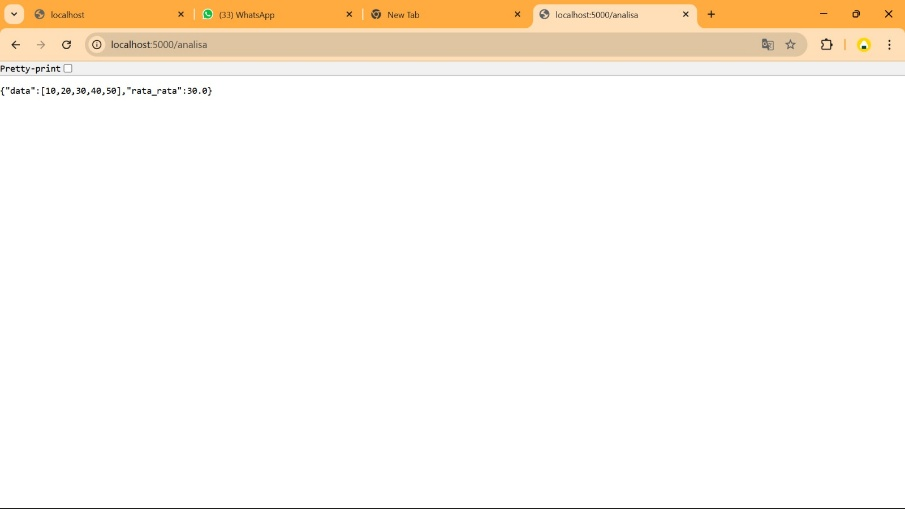 localhost
(33) WhatsApp
New Tab
localhost:5000/analisa
localhost:5000/analisa
Pretty-print
{"data":[10,20,30,40,50],"rata_rata":30.0}